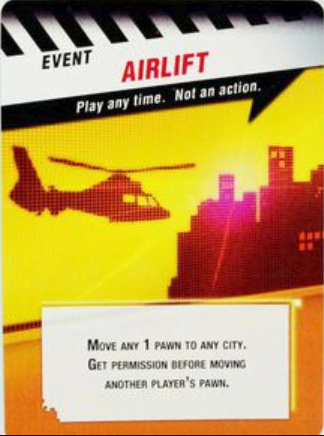 EVENT
AIRLIFT
Play any time. Not an action.
MOVE ANY 1 PAWN TO ANY CITY.
GET PERMISSION BEFORE MOVING
ANOTHER PLAYER'S PAWN.